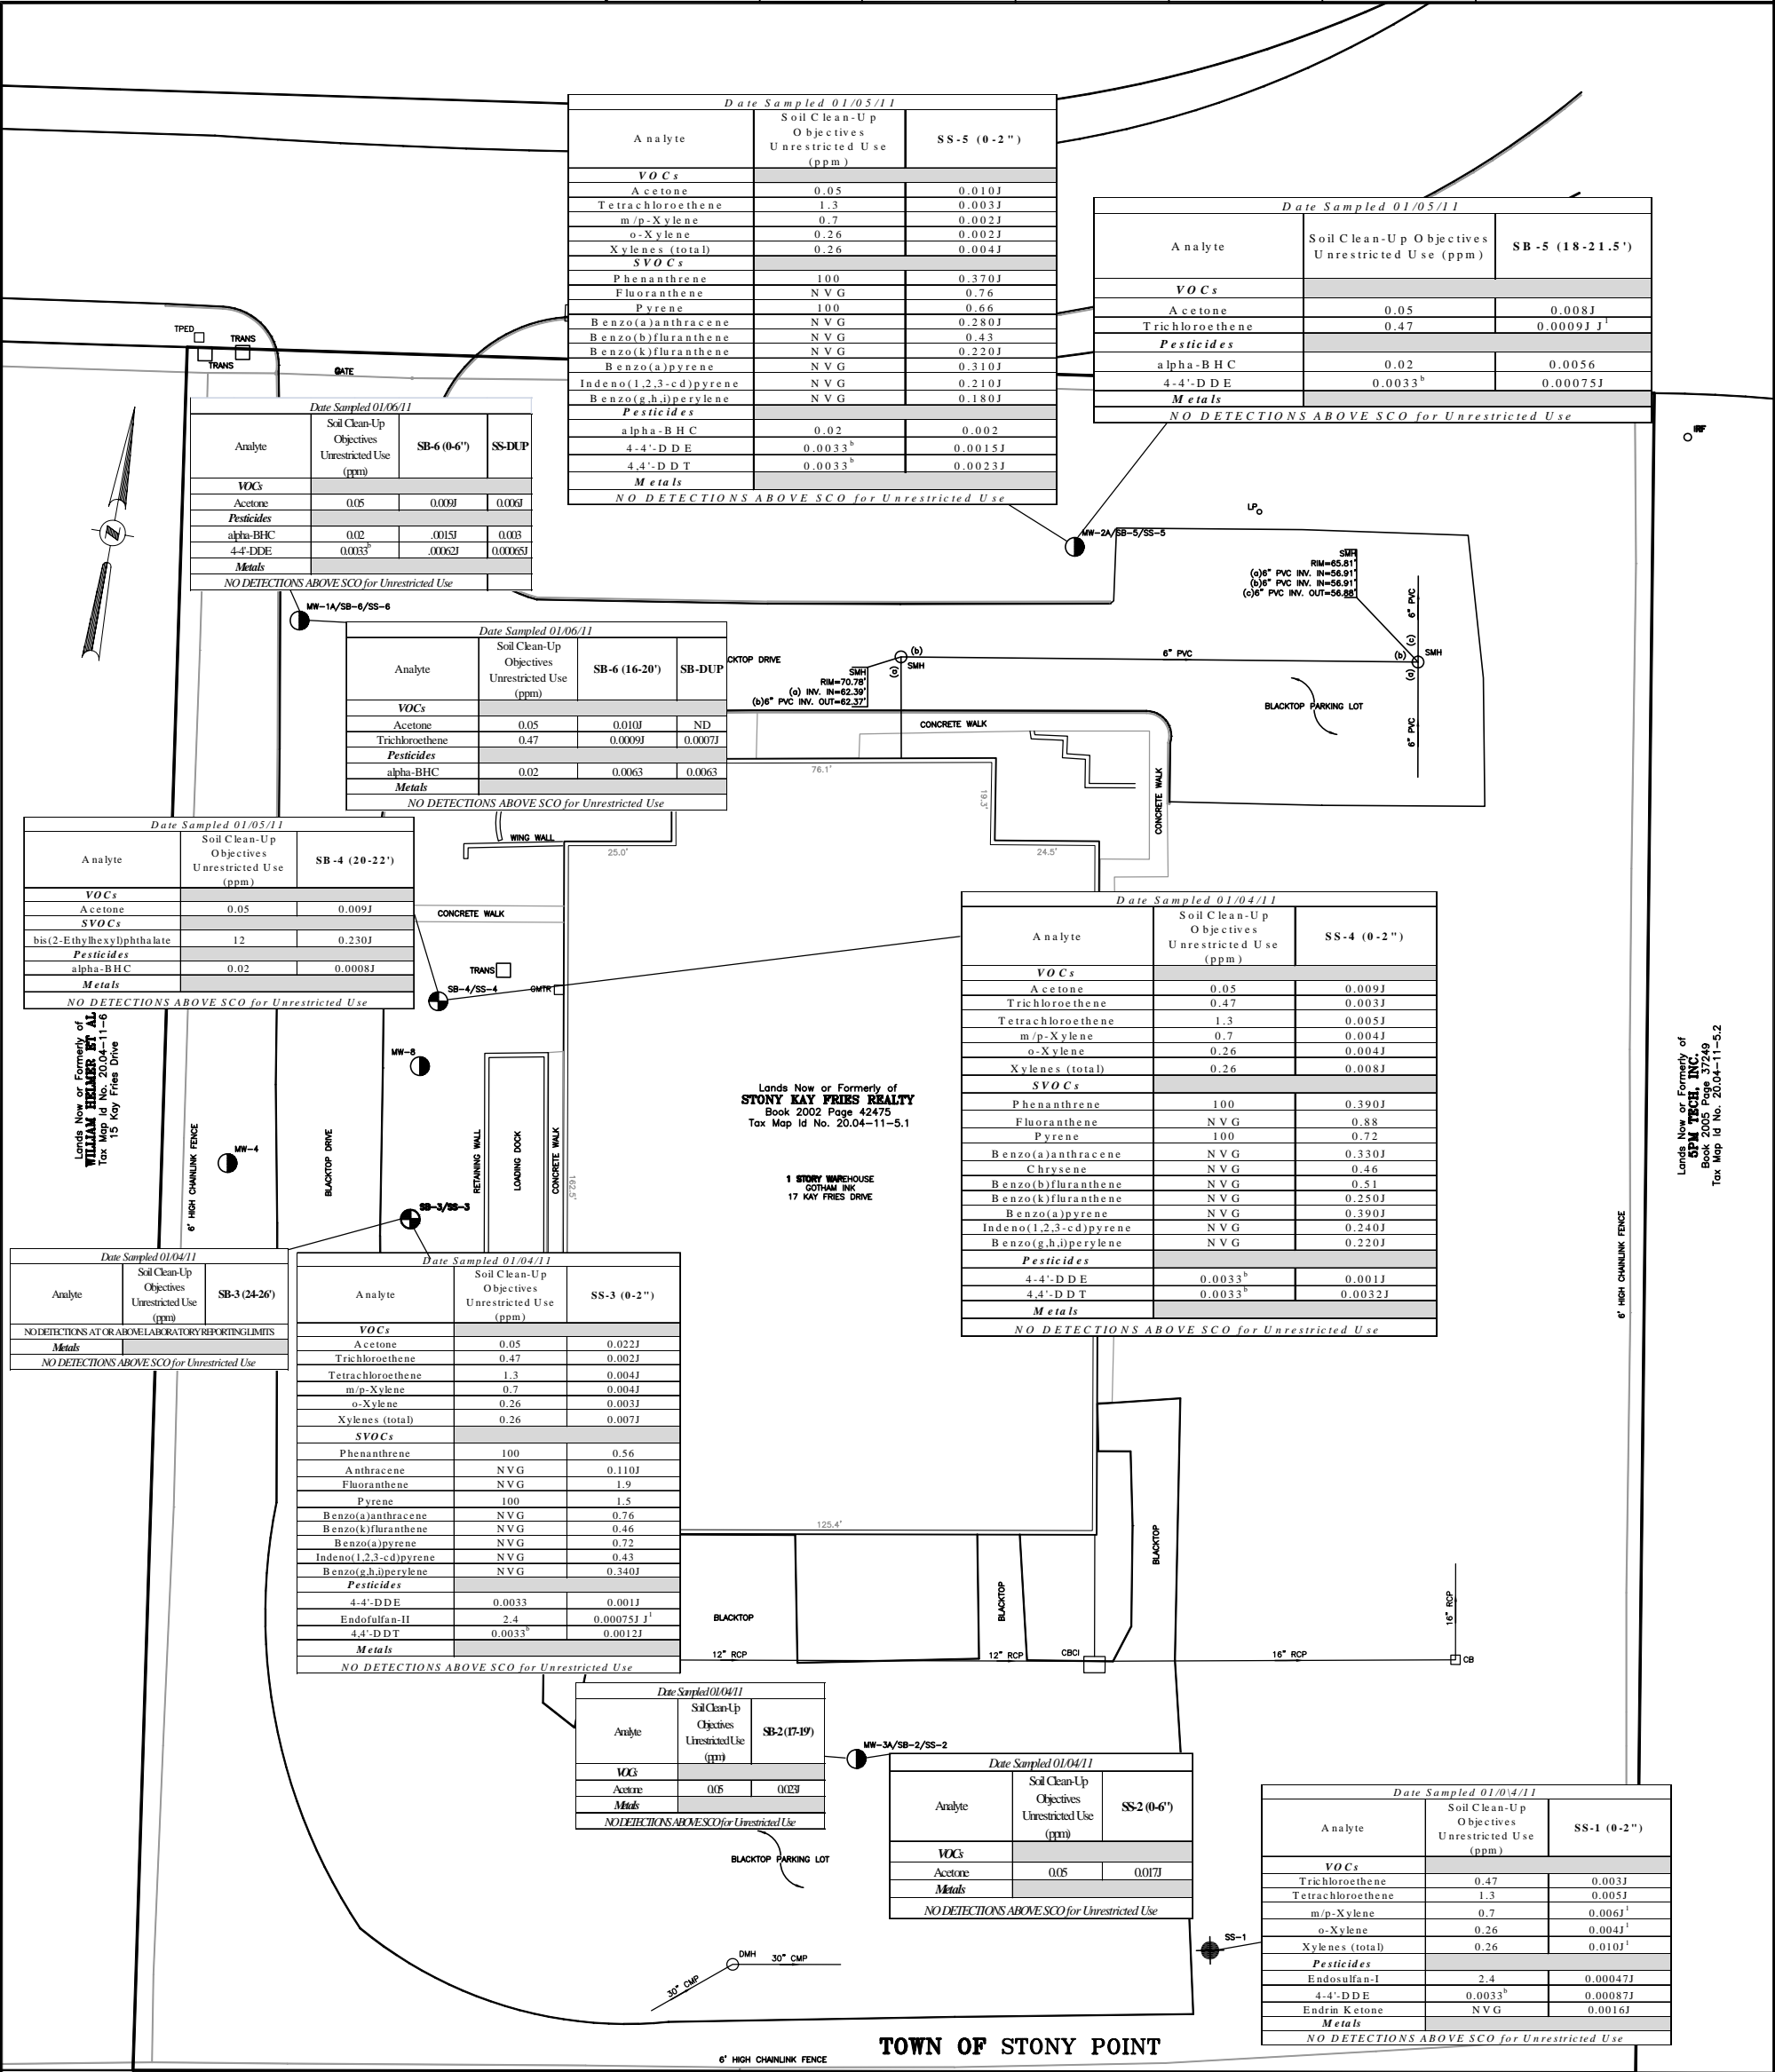 Date Sampled 01/05/11
Analyte Soil Clean-Up Objectives Unrestricted Use (ppm) SS-5 (0-2")
VOCs
Acetone 0.05 0.010J
Tetrachloroethene 1.3 0.003J
m/p-Xylene 0.7 0.002J
o-Xylene 0.26 0.002J
Xylenes (total) 0.26 0.004J
SVOCs
Phenanthrene 100 0.370J
Fluoranthene NVG 0.76
Pyrene 100 0.66
Benzo(a)anthracene NVG 0.280J
Benzo(b)fluranthene NVG 0.43
Benzo(k)fluranthene NVG 0.220J
Benzo(a)pyrene NVG 0.310J
Indeno(1,2,3-cd)pyrene NVG 0.210J
Benzo(g,h,i)perylene NVG 0.180J
Pesticides
alpha-BHC 0.02 0.002
4-4'-DDE 0.0033b 0.0015J
4,4'-DDT 0.0033b 0.0023J
Metals
NO DETECTIONS ABOVE SCO for Unrestricted Use
Date Sampled 01/05/11
Analyte Soil Clean-Up Objectives Unrestricted Use (ppm) SB-5 (18-21.5')
VOCs
Acetone 0.05 0.008J
Trichloroethene 0.47 0.0009J J1
Pesticides
alpha-BHC 0.02 0.0056
4-4'-DDE 0.0033b 0.00075J
Metals
NO DETECTIONS ABOVE SCO for Unrestricted Use
TPED
TRANS
TRANS
GATE
IRF
LP
Date Sampled 01/06/11
Analyte Soil Clean-Up Objectives Unrestricted Use (ppm) SB-6 (0-6") SS-DUP
VOCs
Acetone 0.05 0.009J 0.006J
Pesticides
alpha-BHC 0.02 .0015J 0.003
4-4'-DDE 0.0033b .00062J 0.00065J
Metals
NO DETECTIONS ABOVE SCO for Unrestricted Use
N
MW-1A/SB-6/SS-6
MW-2A/SB-5/SS-5
SMH
RIM=65.81'
(a)6" PVC INV. IN=56.91'
(b)6" PVC INV. IN=56.91'
(c)6" PVC INV. OUT=56.88'
6" PVC
(c)
(b)
SMH
(a)
6" PVC
6" PVC
(b)
SMH
(a)
SMH
RIM=70.78'
(a) INV. IN=62.39'
(b)6" PVC INV. OUT=62.37'
CKTOP DRIVE
BLACKTOP PARKING LOT
Date Sampled 01/06/11
Analyte Soil Clean-Up Objectives Unrestricted Use (ppm) SB-6 (16-20') SB-DUP
VOCs
Acetone 0.05 0.010J ND
Trichloroethene 0.47 0.0009J 0.0007J
Pesticides
alpha-BHC 0.02 0.0063 0.0063
Metals
NO DETECTIONS ABOVE SCO for Unrestricted Use
CONCRETE WALK
76.1'
19.3'
CONCRETE WALK
WING WALL
25.0'
24.5'
Date Sampled 01/05/11
Analyte Soil Clean-Up Objectives Unrestricted Use (ppm) SB-4 (20-22')
VOCs
Acetone 0.05 0.009J
SVOCs
bis(2-Ethylhexyl)phthalate 12 0.230J
Pesticides
alpha-BHC 0.02 0.0008J
Metals
NO DETECTIONS ABOVE SCO for Unrestricted Use
CONCRETE WALK
TRANS
SB-4/SS-4
GMTR
MW-8
Date Sampled 01/04/11
Analyte Soil Clean-Up Objectives Unrestricted Use (ppm) SS-4 (0-2")
VOCs
Acetone 0.05 0.009J
Trichloroethene 0.47 0.003J
Tetrachloroethene 1.3 0.005J
m/p-Xylene 0.7 0.004J
o-Xylene 0.26 0.004J
Xylenes (total) 0.26 0.008J
SVOCs
Phenanthrene 100 0.390J
Fluoranthene NVG 0.88
Pyrene 100 0.72
Benzo(a)anthracene NVG 0.330J
Chrysene NVG 0.46
Benzo(b)fluranthene NVG 0.51
Benzo(k)fluranthene NVG 0.250J
Benzo(a)pyrene NVG 0.390J
Indeno(1,2,3-cd)pyrene NVG 0.240J
Benzo(g,h,i)perylene NVG 0.220J
Pesticides
4-4'-DDE 0.0033b 0.001J
4,4'-DDT 0.0033b 0.0032J
Metals
NO DETECTIONS ABOVE SCO for Unrestricted Use
Lands Now or Formerly of
WILLIAM HELMER ET AL
Tax Map Id No. 20.04-11-6
15 Kay Fries Drive
6' HIGH CHAINLINK FENCE
MW-4
BLACKTOP DRIVE
RETAINING WALL
LOADING DOCK
CONCRETE WALK
162.5'
Lands Now or Formerly of
STONY KAY FRIES REALTY
Book 2002 Page 42475
Tax Map Id No. 20.04-11-5.1
1 STORY WAREHOUSE
GOTHAM INK
17 KAY FRIES DRIVE
Lands Now or Formerly of
SPM TECH, INC.
Book 2005 Page 37249
Tax Map Id No. 20.04-11-5.2
6' HIGH CHAINLINK FENCE
SB-3/SS-3
Date Sampled 01/04/11
Analyte Soil Clean-Up Objectives Unrestricted Use (ppm) SB-3 (24-26')
NO DETECTIONS AT OR ABOVE LABORATORY REPORTING LIMITS
Metals
NO DETECTIONS ABOVE SCO for Unrestricted Use
Date Sampled 01/04/11
Analyte Soil Clean-Up Objectives Unrestricted Use (ppm) SS-3 (0-2")
VOCs
Acetone 0.05 0.022J
Trichloroethene 0.47 0.002J
Tetrachloroethene 1.3 0.004J
m/p-Xylene 0.7 0.004J
o-Xylene 0.26 0.003J
Xylenes (total) 0.26 0.007J
SVOCs
Phenanthrene 100 0.56
Anthracene NVG 0.110J
Fluoranthene NVG 1.9
Pyrene 100 1.5
Benzo(a)anthracene NVG 0.76
Benzo(k)fluranthene NVG 0.46
Benzo(a)pyrene NVG 0.72
Indeno(1,2,3-cd)pyrene NVG 0.43
Benzo(g,h,i)perylene NVG 0.340J
Pesticides
4-4'-DDE 0.0033 0.001J
Endofulfan-II 2.4 0.00075J J1
4,4'-DDT 0.0033b 0.0012J
Metals
NO DETECTIONS ABOVE SCO for Unrestricted Use
125.4'
BLACKTOP
BLACKTOP
BLACKTOP
12" RCP
12" RCP
CBCI
16" RCP
16" RCP
CB
Date Sampled 01/04/11
Analyte Soil Clean-Up Objectives Unrestricted Use (ppm) SB-2 (17-19')
VOCs
Acetone 0.05 0.023J
Metals
NO DETECTIONS ABOVE SCO for Unrestricted Use
MW-3A/SB-2/SS-2
Date Sampled 01/04/11
Analyte Soil Clean-Up Objectives Unrestricted Use (ppm) SS-2 (0-6")
VOCs
Acetone 0.05 0.017J
Metals
NO DETECTIONS ABOVE SCO for Unrestricted Use
BLACKTOP PARKING LOT
Date Sampled 01/0\4/11
Analyte Soil Clean-Up Objectives Unrestricted Use (ppm) SS-1 (0-2")
VOCs
Trichloroethene 0.47 0.003J
Tetrachloroethene 1.3 0.005J
m/p-Xylene 0.7 0.006J1
o-Xylene 0.26 0.004J1
Xylenes (total) 0.26 0.010J1
Pesticides
Endosulfan-I 2.4 0.00047J
4-4'-DDE 0.0033b 0.00087J
Endrin Ketone NVG 0.0016J
Metals
NO DETECTIONS ABOVE SCO for Unrestricted Use
SS-1
DMH
30" CMP
30" CMP
TOWN OF STONY POINT
6' HIGH CHAINLINK FENCE